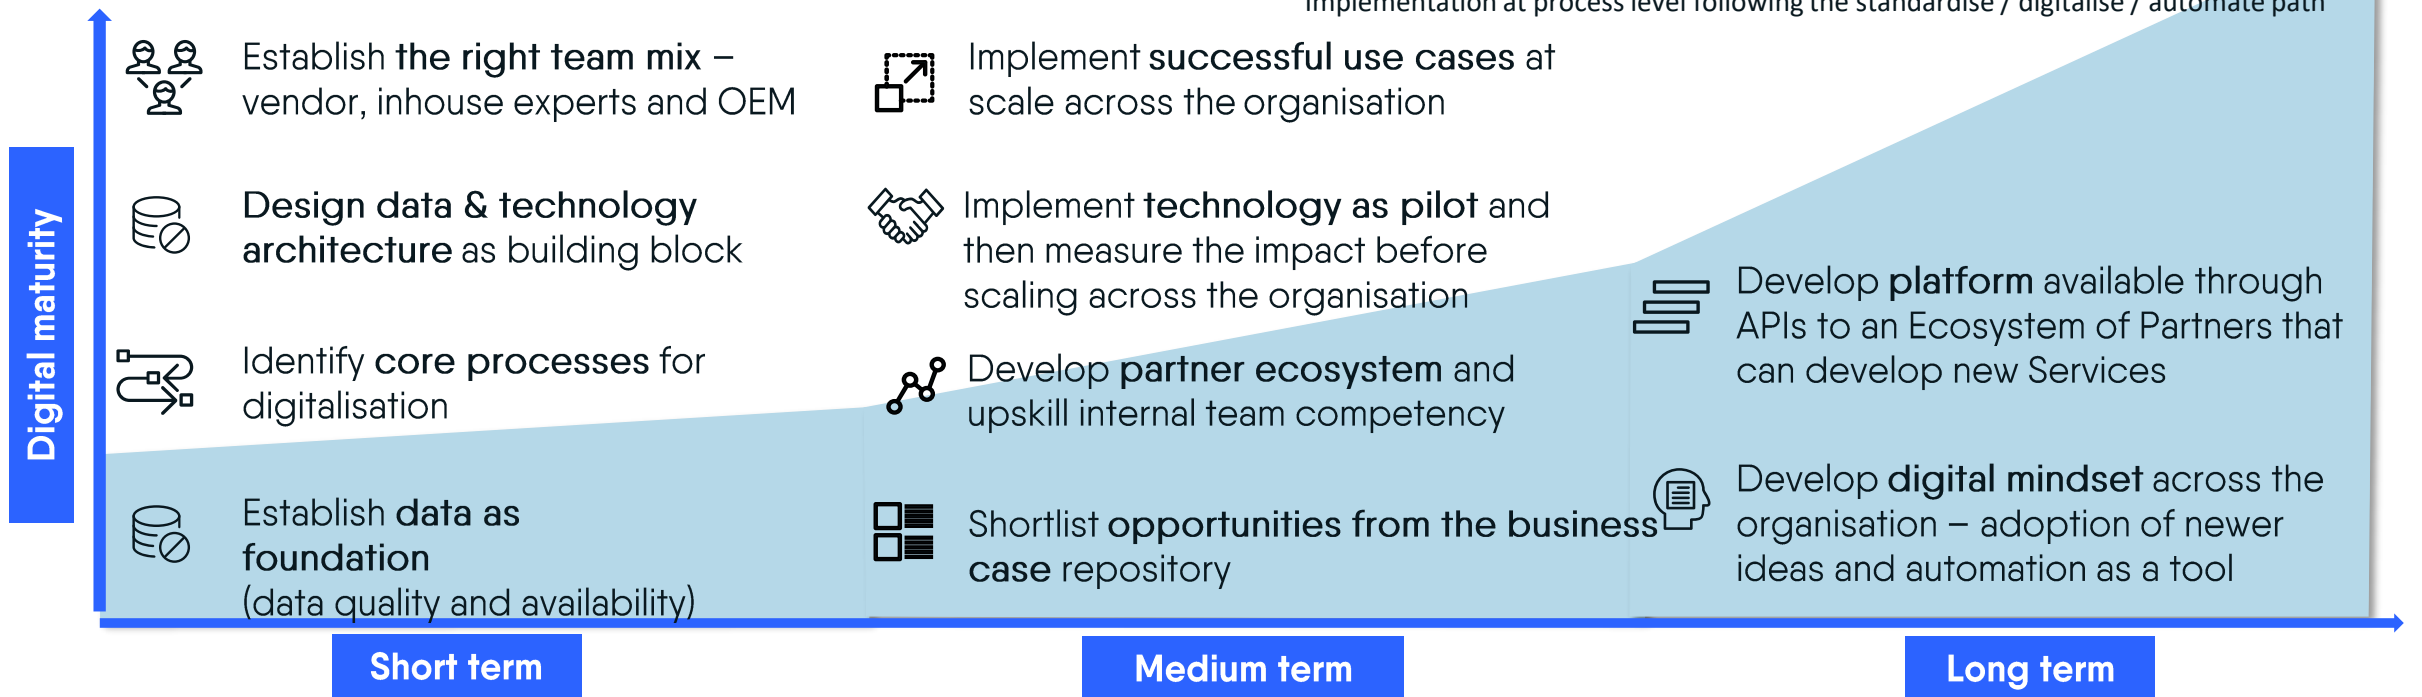 Implementation at process level following the standardise / digitalise / automate path
Digital maturity
Establish the right team mix –
vendor, inhouse experts and OEM
Design data & technology
architecture as building block
Identify core processes for
digitalisation
Establish data as
foundation
(data quality and availability)
Implement successful use cases at
scale across the organisation
Implement technology as pilot and
then measure the impact before
scaling across the organisation
Develop partner ecosystem and
upskill internal team competency
Shortlist opportunities from the business
case repository
Develop platform available through
APIs to an Ecosystem of Partners that
can develop new Services
Develop digital mindset across the
organisation – adoption of newer
ideas and automation as a tool
Short term
Medium term
Long term